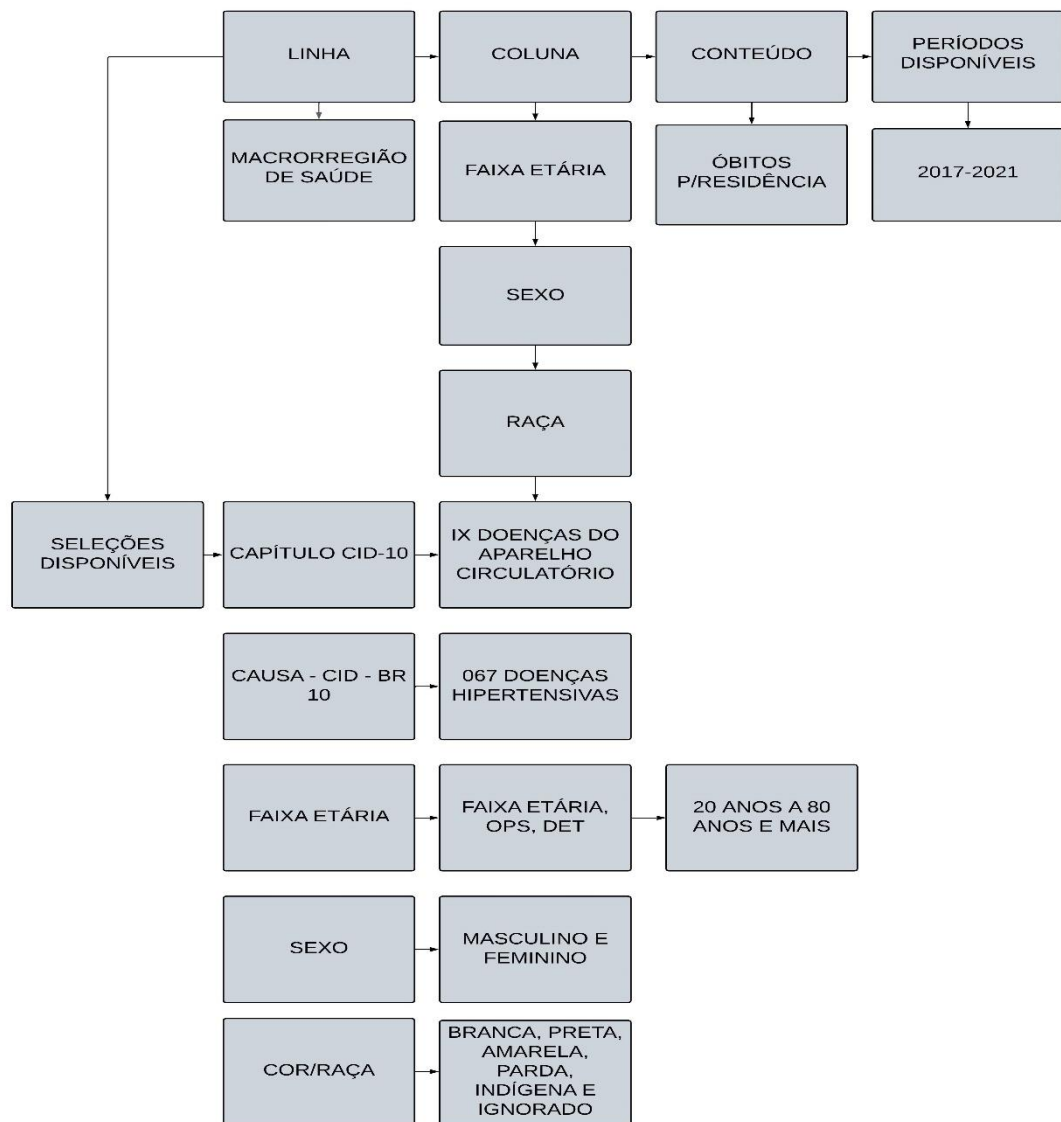 LINHA
COLUNA
CONTEÚDO
PERÍODOS
DISPONÍVEIS
MACRORREGIÃO
DE SAÚDE
FAIXA ETÁRIA
ÓBITOS
P/RESIDÊNCIA
2017-2021
SEXO
RAÇA
SELEÇÕES
DISPONÍVEIS
CAPÍTULO CID-10
IX DOENÇAS DO
APARELHO
CIRCULATÓRIO
CAUSA - CID - BR
10
067 DOENÇAS
HIPERTENSIVAS
FAIXA ETÁRIA
FAIXA ETÁRIA,
OPS, DET
20 ANOS A 80
ANOS E MAIS
SEXO
MASCULINO E
FEMININO
COR/RAÇA
BRANCA, PRETA,
AMARELA,
PARDA,
INDÍGENA E
IGNORADO